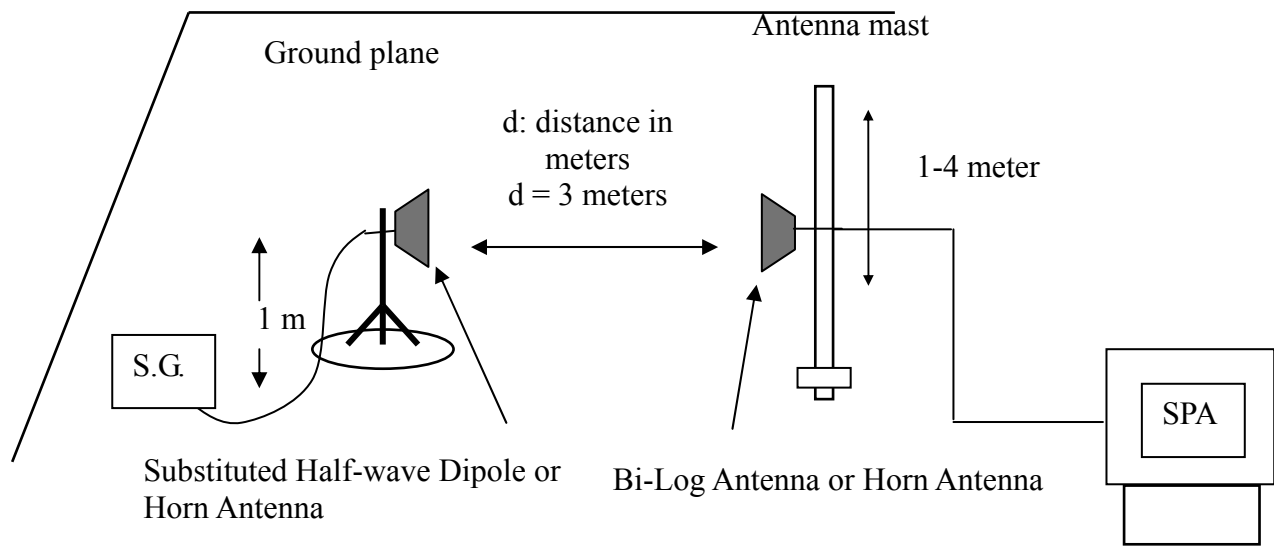 Antenna mast
Ground plane
d: distance in
meters
d = 3 meters
1-4 meter
1 m
S.G.
SPA
Substituted Half-wave Dipole or
Horn Antenna
Bi-Log Antenna or Horn Antenna